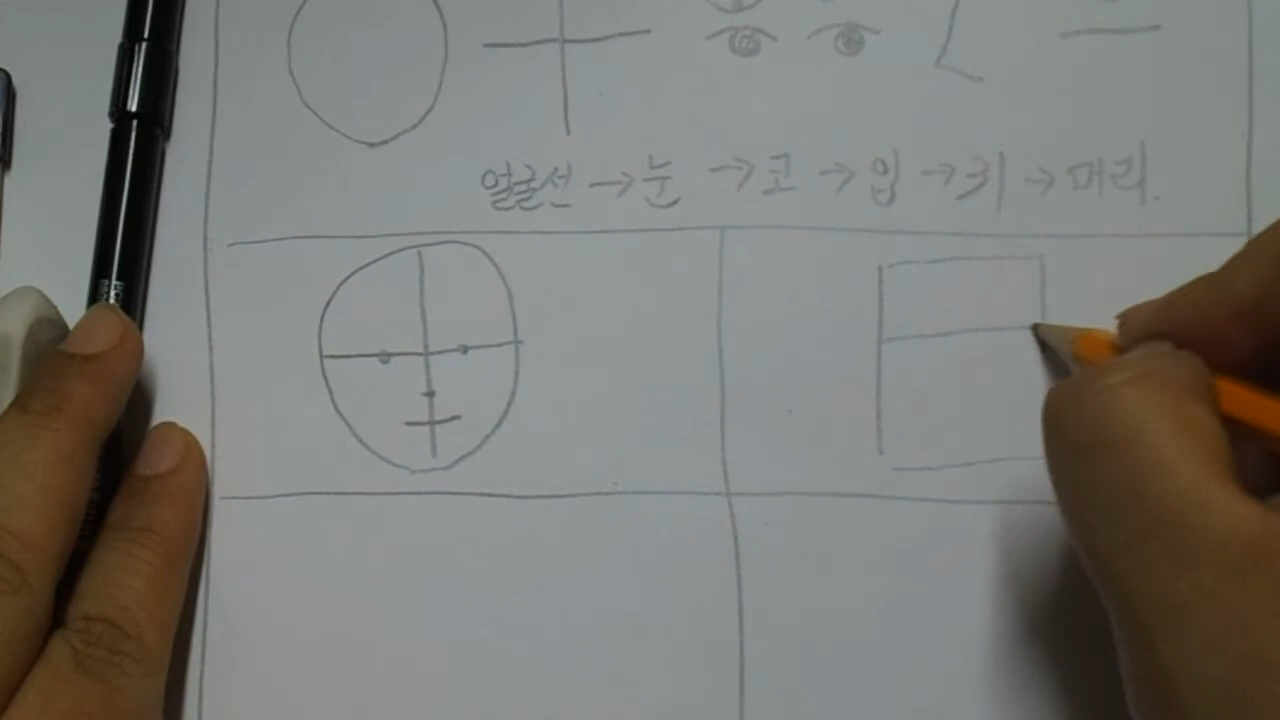 얼굴선 → 눈 → 코 → 입 → 귀 → 머리.